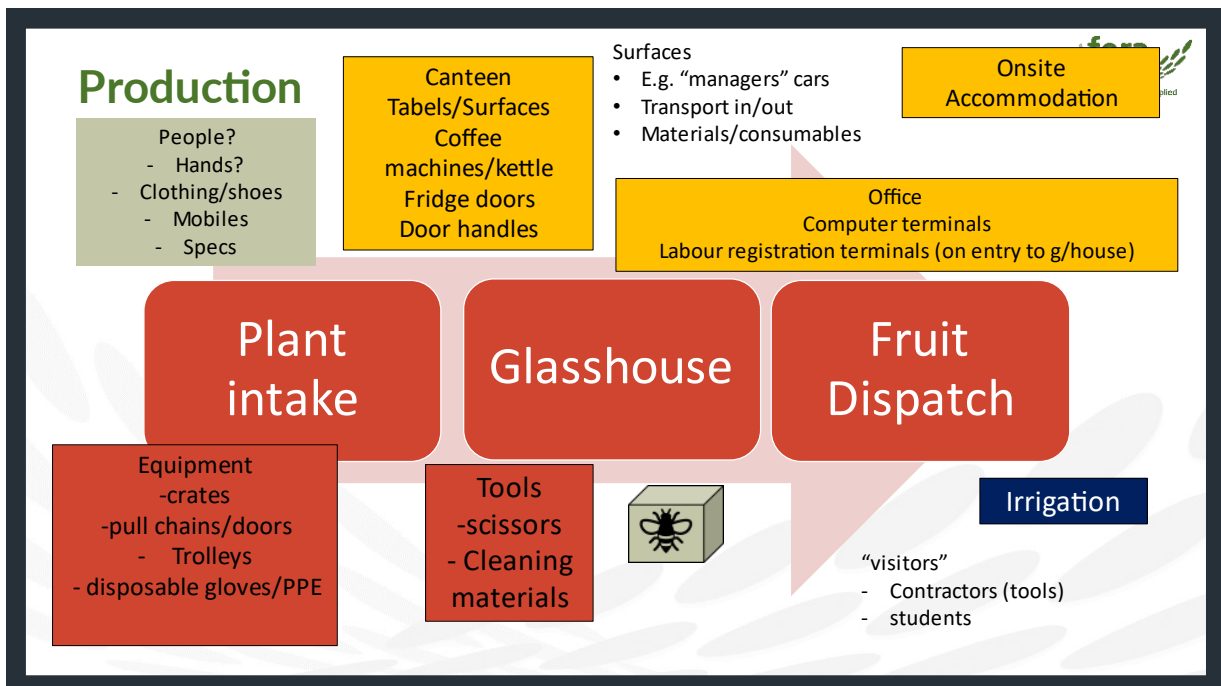 Production
People?
- Hands?
- Clothing/shoes
- Mobiles
- Specs
Canteen
Tabels/Surfaces
Coffee
machines/kettle
Fridge doors
Door handles
Surfaces
• E.g. “managers” cars
• Transport in/out
• Materials/consumables
Onsite
Accommodation
Office
Computer terminals
Labour registration terminals (on entry to g/house)
Plant
intake
Glasshouse
Fruit
Dispatch
Equipment
-crates
-pull chains/doors
- Trolleys
- disposable gloves/PPE
Tools
-scissors
- Cleaning
materials
Irrigation
“visitors”
- Contractors (tools)
- students